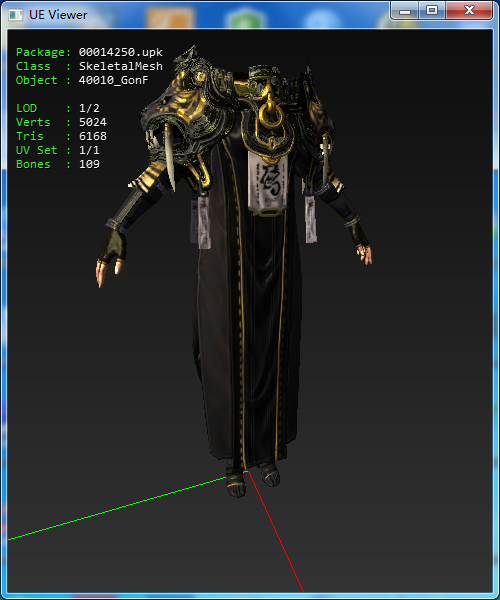 UE Viewer
Package: 00014250.upk
Class : SkeletalMesh
Object : 40010_GonF
LOD : 1/2
Verts : 5024
Tris : 6168
UV Set : 1/1
Bones : 109